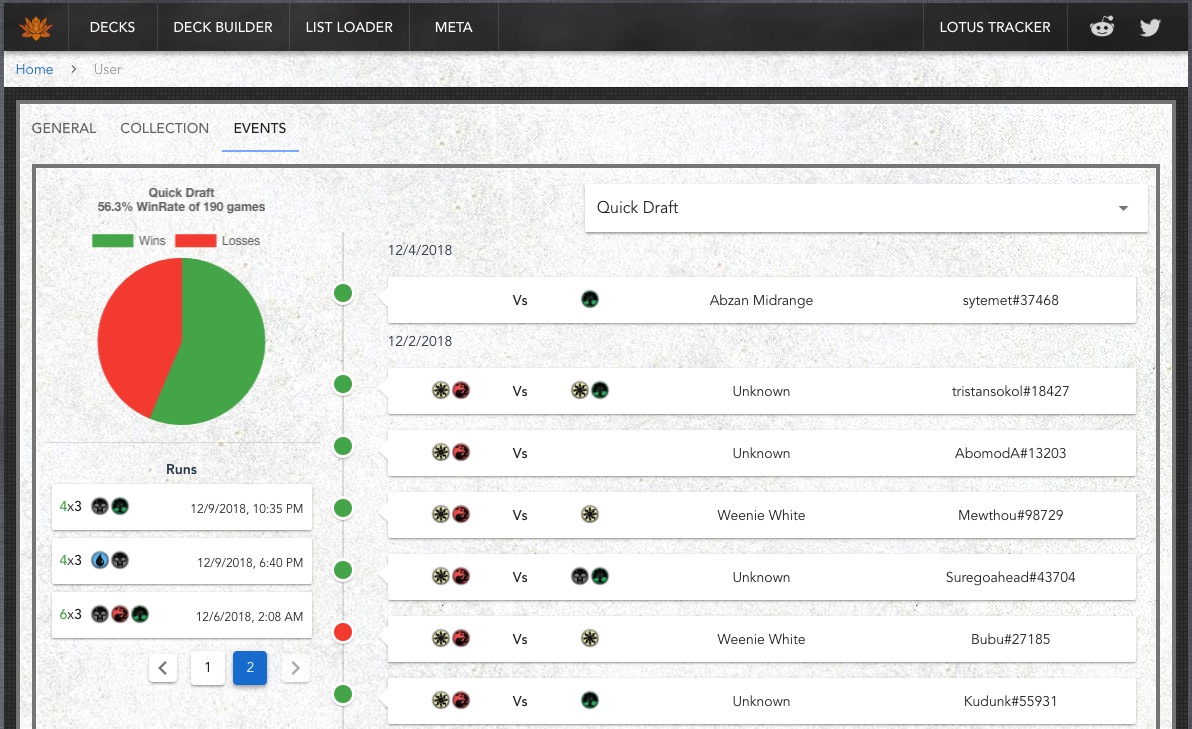 DECKS DECK BUILDER LIST LOADER META LOTUS TRACKER
Home > User
GENERAL COLLECTION EVENTS
Quick Draft
56.3% WinRate of 190 games
Wins Losses
Runs
4x3 12/9/2018, 10:35 PM
4x3 12/9/2018, 6:40 PM
6x3 12/6/2018, 2:08 AM
1 2
Quick Draft
12/4/2018
Vs Abzan Midrange sytemet#37468
12/2/2018
Vs Unknown tristansokol#18427
Vs Unknown AbomodA#13203
Vs Weenie White Mewthou#98729
Vs Unknown Suregoahead#43704
Vs Weenie White Bubu#27185
Vs Unknown Kudunk#55931